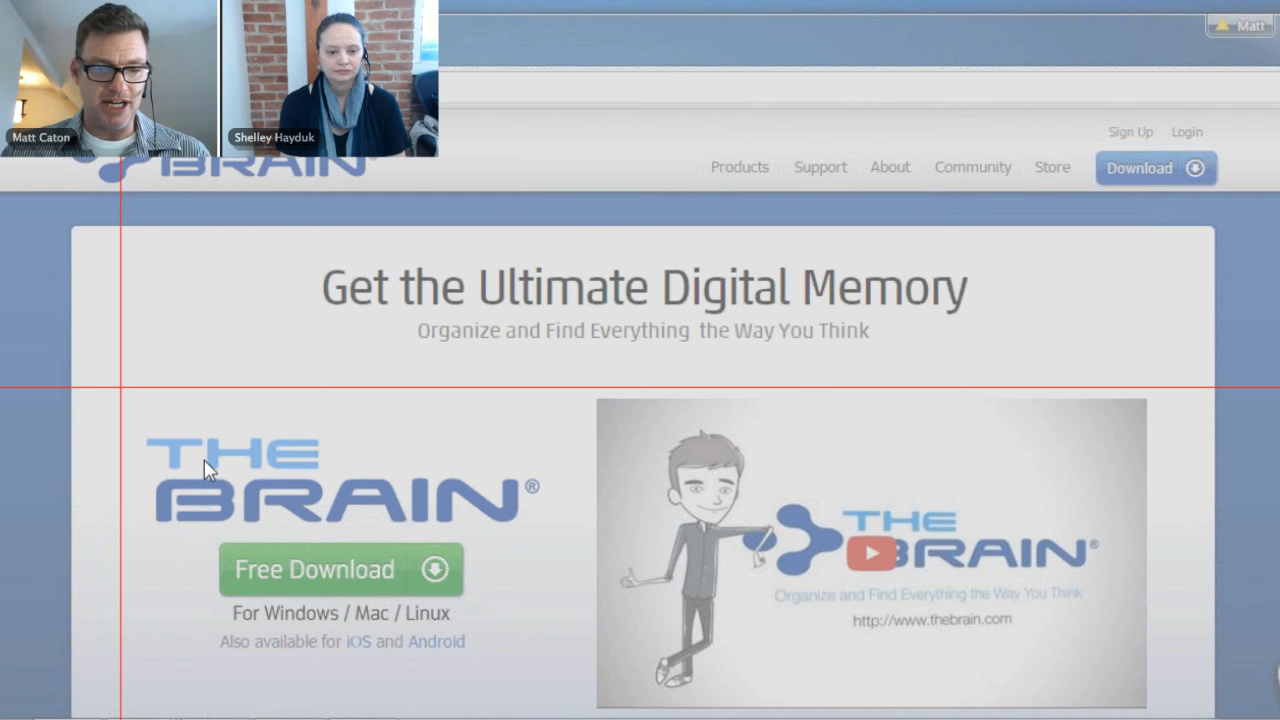 Matt
Matt Caton
Shelley Hayduk
Sign Up Login
BRAIN®
Products Support About Community Store Download
Get the Ultimate Digital Memory
Organize and Find Everything the Way You Think
THE
BRAIN®
Free Download
For Windows / Mac / Linux
Also available for iOS and Android
THE
BRAIN®
Organize and Find Everything the Way You Think
http://www.thebrain.com